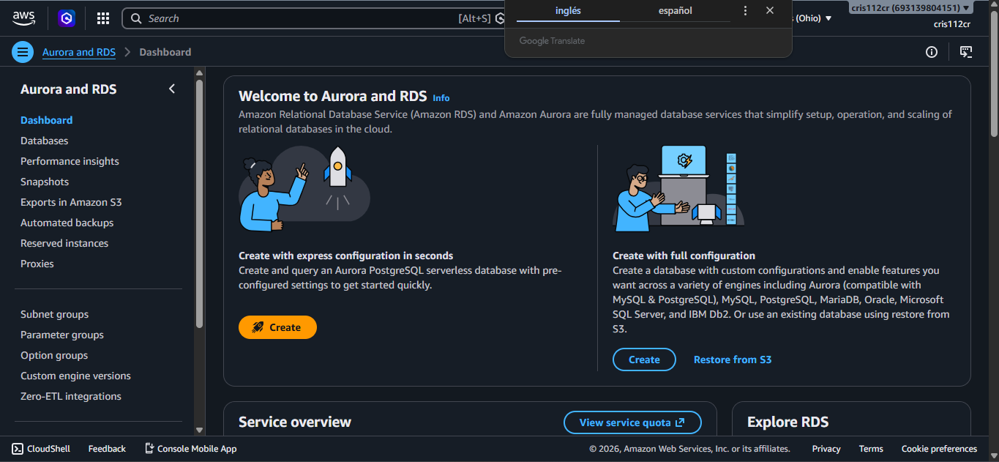 aws
Search
[Alt+S]
inglés
español
Google Translate
(Ohio)
cris112cr (693139804151)
cris112cr
Aurora and RDS
Dashboard
Aurora and RDS
Dashboard
Databases
Performance insights
Snapshots
Exports in Amazon S3
Automated backups
Reserved instances
Proxies
Subnet groups
Parameter groups
Option groups
Custom engine versions
Zero-ETL integrations
Welcome to Aurora and RDS Info
Amazon Relational Database Service (Amazon RDS) and Amazon Aurora are fully managed database services that simplify setup, operation, and scaling of
relational databases in the cloud.
Create with express configuration in seconds
Create and query an Aurora PostgreSQL serverless database with pre-
configured settings to get started quickly.
Create
Create with full configuration
Create a database with custom configurations and enable features you
want across a variety of engines including Aurora (compatible with
MySQL & PostgreSQL), MySQL, PostgreSQL, MariaDB, Oracle, Microsoft
SQL Server, and IBM Db2. Or use an existing database using restore from
S3.
Create
Restore from S3
Service overview
View service quota
Explore RDS
CloudShell
Feedback
Console Mobile App
© 2026, Amazon Web Services, Inc. or its affiliates.
Privacy
Terms
Cookie preferences